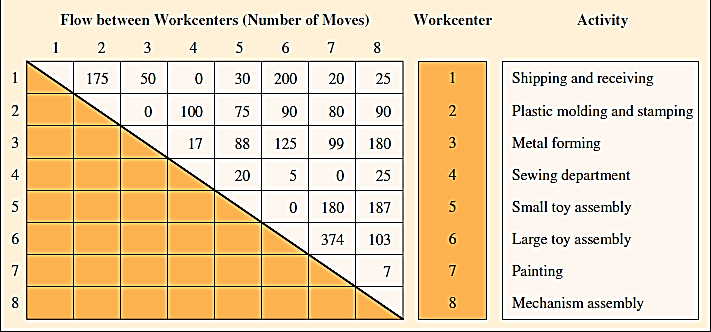 Flow between Workcenters (Number of Moves) Workcenter Activity
1 2 3 4 5 6 7 8
1 175 50 0 30 200 20 25 1 Shipping and receiving
2 0 100 75 90 80 90 2 Plastic molding and stamping
3 17 88 125 99 180 3 Metal forming
4 20 5 0 25 4 Sewing department
5 0 180 187 5 Small toy assembly
6 374 103 6 Large toy assembly
7 7 7 Painting
8 8 Mechanism assembly